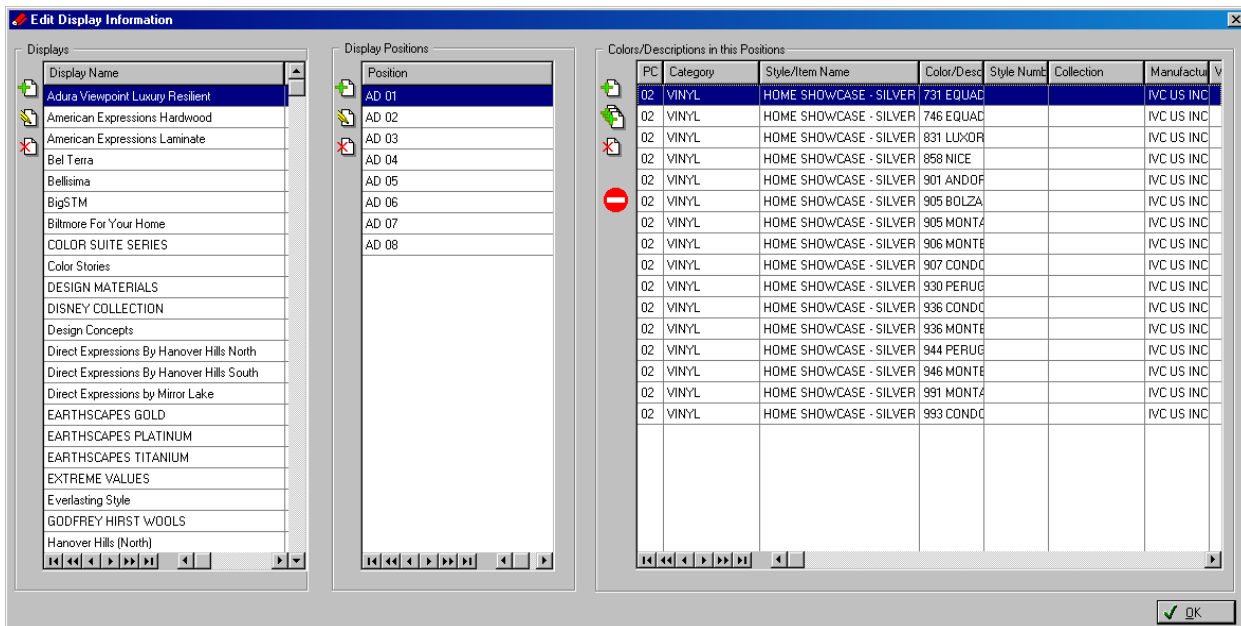 Edit Display Information
Displays
Display Name
Adura Viewpoint Luxury Resilient
American Expressions Hardwood
American Expressions Laminate
Bel Terra
Bellisima
BigSTM
Biltmore For Your Home
COLOR SUITE SERIES
Color Stories
DESIGN MATERIALS
DISNEY COLLECTION
Design Concepts
Direct Expressions By Hanover Hills North
Direct Expressions By Hanover Hills South
Direct Expressions by Mirror Lake
EARTHSCAPES GOLD
EARTHSCAPES PLATINUM
EARTHSCAPES TITANIUM
EXTREME VALUES
Everlasting Style
GODFREY HIRST WOOLS
Hanover Hills (North)
Display Positions
Position
AD 01
AD 02
AD 03
AD 04
AD 05
AD 06
AD 07
AD 08
Colors/Descriptions in this Positions
PC Category Style/Item Name Color/Desc Style Numb Collection Manufactu V
02 VINYL HOME SHOWCASE - SILVER 731 EQUAD IVC US INC
02 VINYL HOME SHOWCASE - SILVER 746 EQUAD IVC US INC
02 VINYL HOME SHOWCASE - SILVER 831 LUXOR IVC US INC
02 VINYL HOME SHOWCASE - SILVER 858 NICE IVC US INC
02 VINYL HOME SHOWCASE - SILVER 901 ANDOF IVC US INC
02 VINYL HOME SHOWCASE - SILVER 905 BOLZA IVC US INC
02 VINYL HOME SHOWCASE - SILVER 905 MONTA IVC US INC
02 VINYL HOME SHOWCASE - SILVER 906 MONTE IVC US INC
02 VINYL HOME SHOWCASE - SILVER 907 CONDO IVC US INC
02 VINYL HOME SHOWCASE - SILVER 930 PERUG IVC US INC
02 VINYL HOME SHOWCASE - SILVER 936 CONDO IVC US INC
02 VINYL HOME SHOWCASE - SILVER 936 MONTE IVC US INC
02 VINYL HOME SHOWCASE - SILVER 944 PERUG IVC US INC
02 VINYL HOME SHOWCASE - SILVER 946 MONTE IVC US INC
02 VINYL HOME SHOWCASE - SILVER 991 MONTA IVC US INC
02 VINYL HOME SHOWCASE - SILVER 993 CONDO IVC US INC
OK